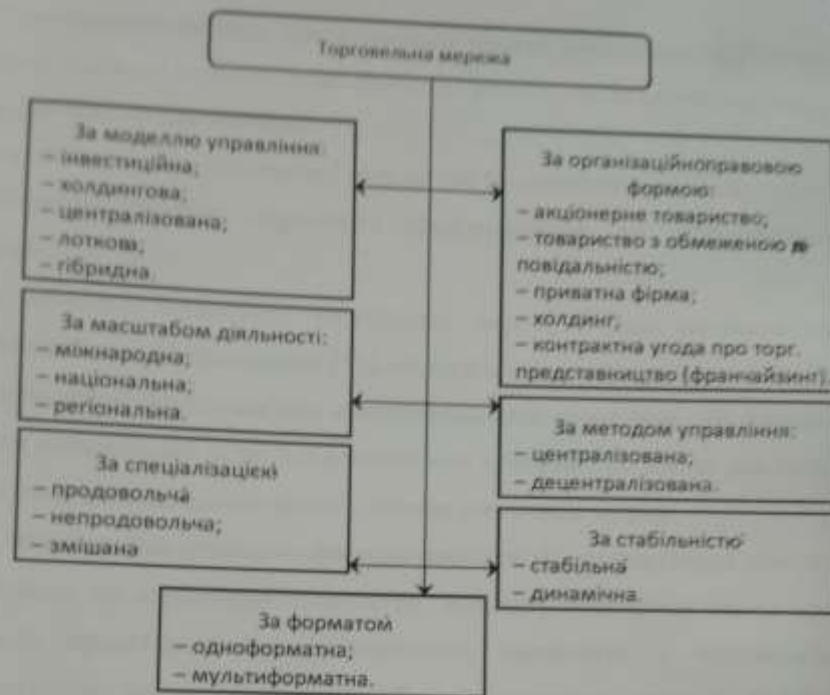 Торговельна мережа
За моделлю управління:
– інвестиційна;
– холдингова;
– централізована;
– лоткова;
– гібридна.
За організаційноправовою
формою:
– акціонерне товариство;
– товариство з обмеженою
повідальністю;
– приватна фірма;
– холдинг;
– контрактна угода про торг.
представництво (франчайзинг).
За масштабом діяльності:
– міжнародна;
– національна;
– регіональна.
За методом управління:
– централізована;
– децентралізована.
За спеціалізацією
– продовольча
– непродовольча;
– змішана
За стабільністю
– стабільна
– динамічна.
За форматом
– одноформатна;
– мультиформатна.